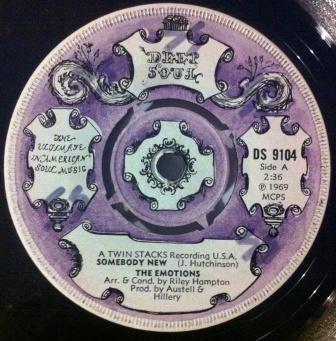 DEEP
SOUL
THE
ULTIMATE
IN AMERICAN
SOUL MUSIC
DS 9104
Side A
2:36
℗ 1969
MCPS
A TWIN STACKS Recording U.S.A.
SOMEBODY NEW (J. Hutchinson)
THE EMOTIONS
Arr. & Cond. by Riley Hampton
Prod. by Austell &
Hillery